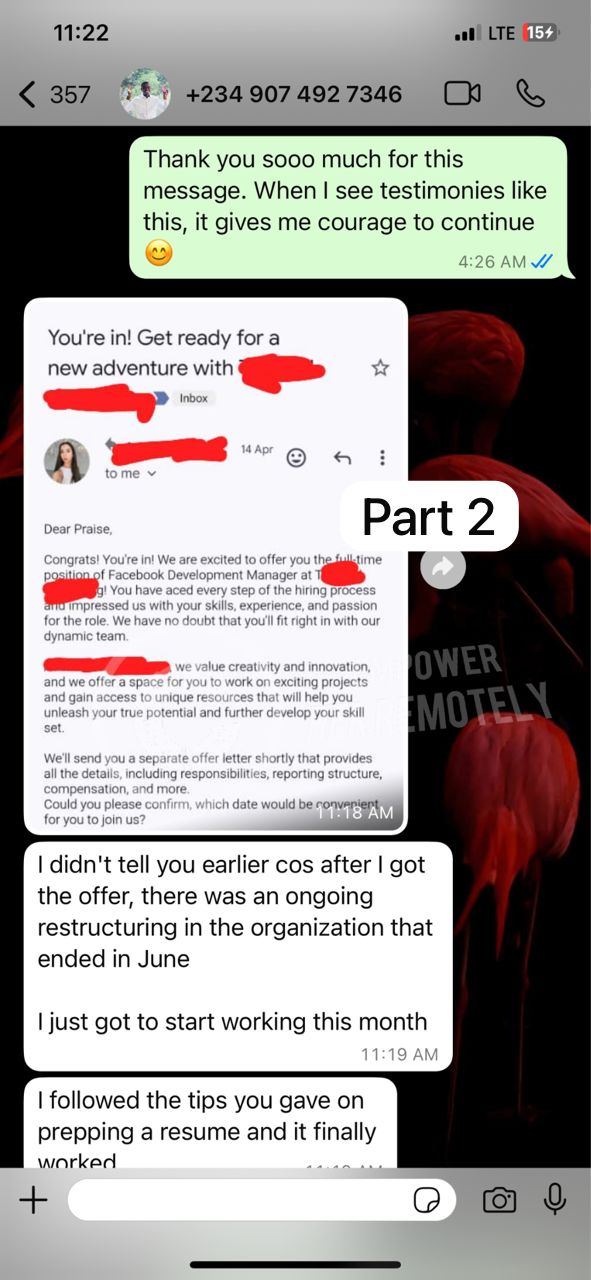 11:22
LTE 15
357
+234 907 492 7346
Thank you sooo much for this
message. When I see testimonies like
this, it gives me courage to continue
😊
4:26 AM
You're in! Get ready for a
new adventure with
Inbox
14 Apr
to me
Part 2
Dear Praise,
Congrats! You're in! We are excited to offer you the full-time
position of Facebook Development Manager at T
g! You have aced every step of the hiring process
and impressed us with your skills, experience, and passion
for the role. We have no doubt that you'll fit right in with our
dynamic team.
, we value creativity and innovation,
and we offer a space for you to work on exciting projects
and gain access to unique resources that will help you
unleash your true potential and further develop your skill
set.
We'll send you a separate offer letter shortly that provides
all the details, including responsibilities, reporting structure,
compensation, and more.
Could you please confirm, which date would be convenient
for you to join us?
11:18 AM
I didn't tell you earlier cos after I got
the offer, there was an ongoing
restructuring in the organization that
ended in June
I just got to start working this month
11:19 AM
I followed the tips you gave on
prepping a resume and it finally
worked